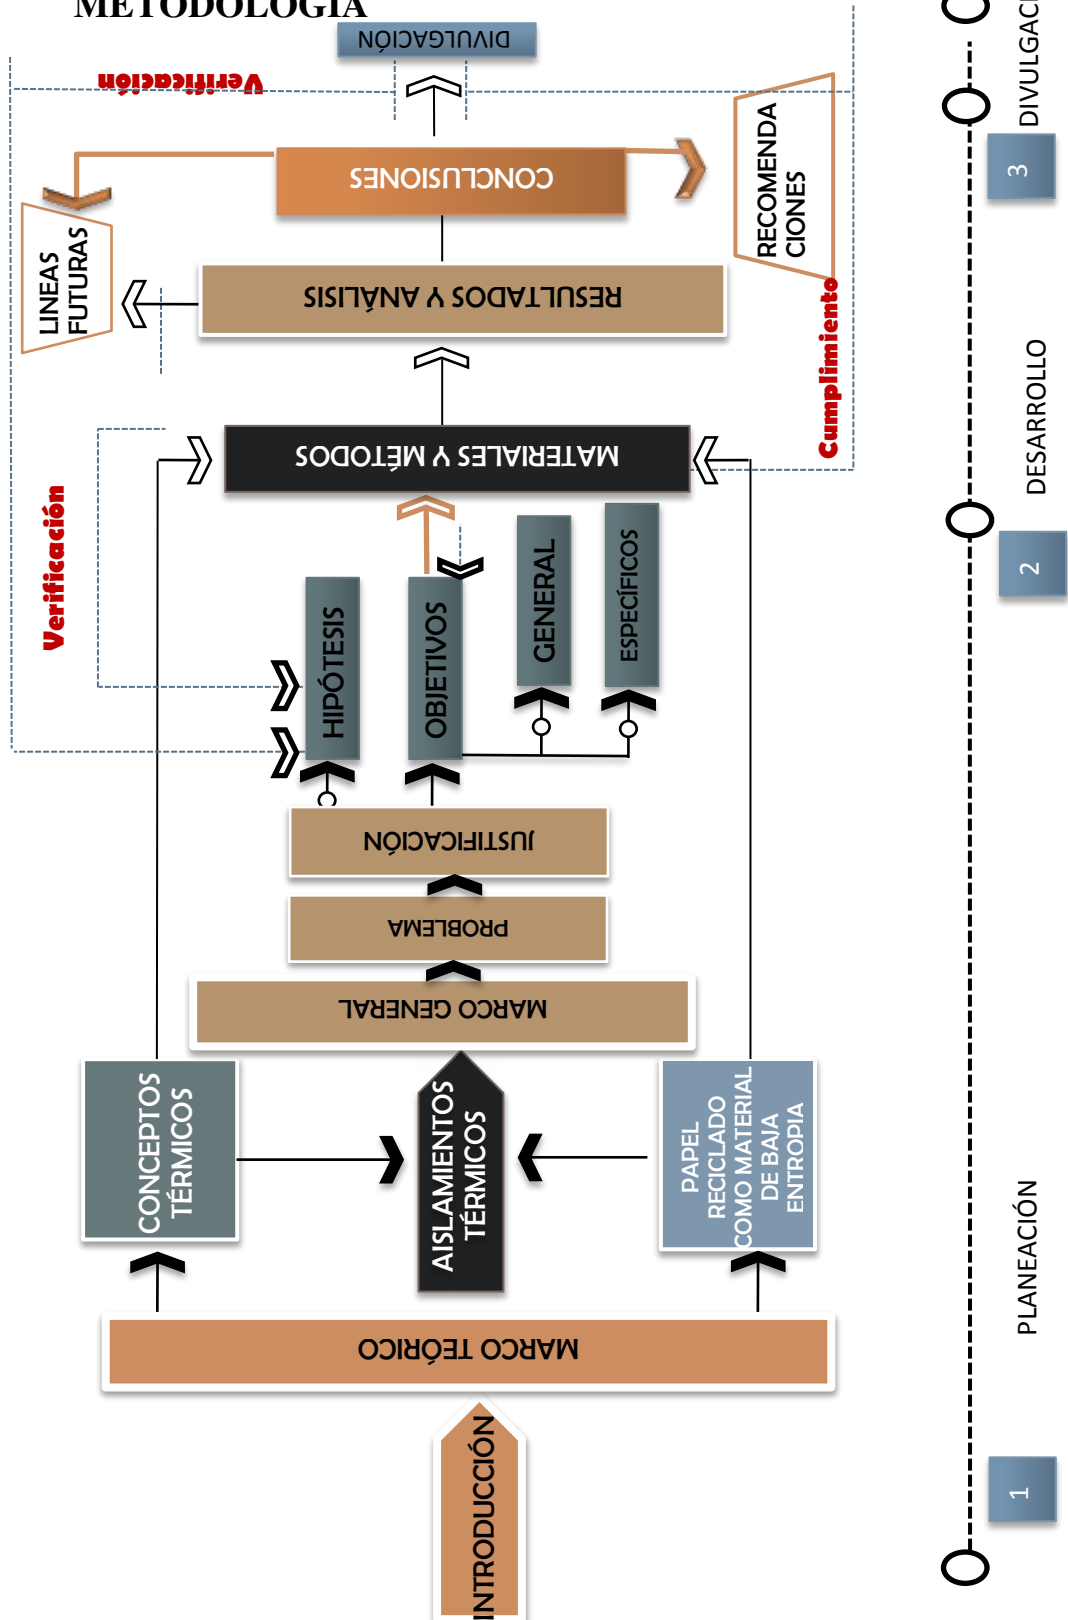 METODOLOGÍA
DIVULGACIÓN
Verificación
CONCLUSIONES
LINEAS
FUTURAS
RECOMENDA
CIONES
RESULTADOS Y ANÁLISIS
Cumplimiento
MATERIALES Y MÉTODOS
Verificación
HIPÓTESIS
OBJETIVOS
GENERAL
ESPECÍFICOS
JUSTIFICACIÓN
PROBLEMA
MARCO GENERAL
CONCEPTOS
TÉRMICOS
AISLAMIENTOS
TÉRMICOS
PAPEL
RECICLADO
COMO MATERIAL
DE BAJA
ENTROPIA
MARCO TEÓRICO
INTRODUCCIÓN
1
PLANEACIÓN
2
DESARROLLO
3
DIVULGACI